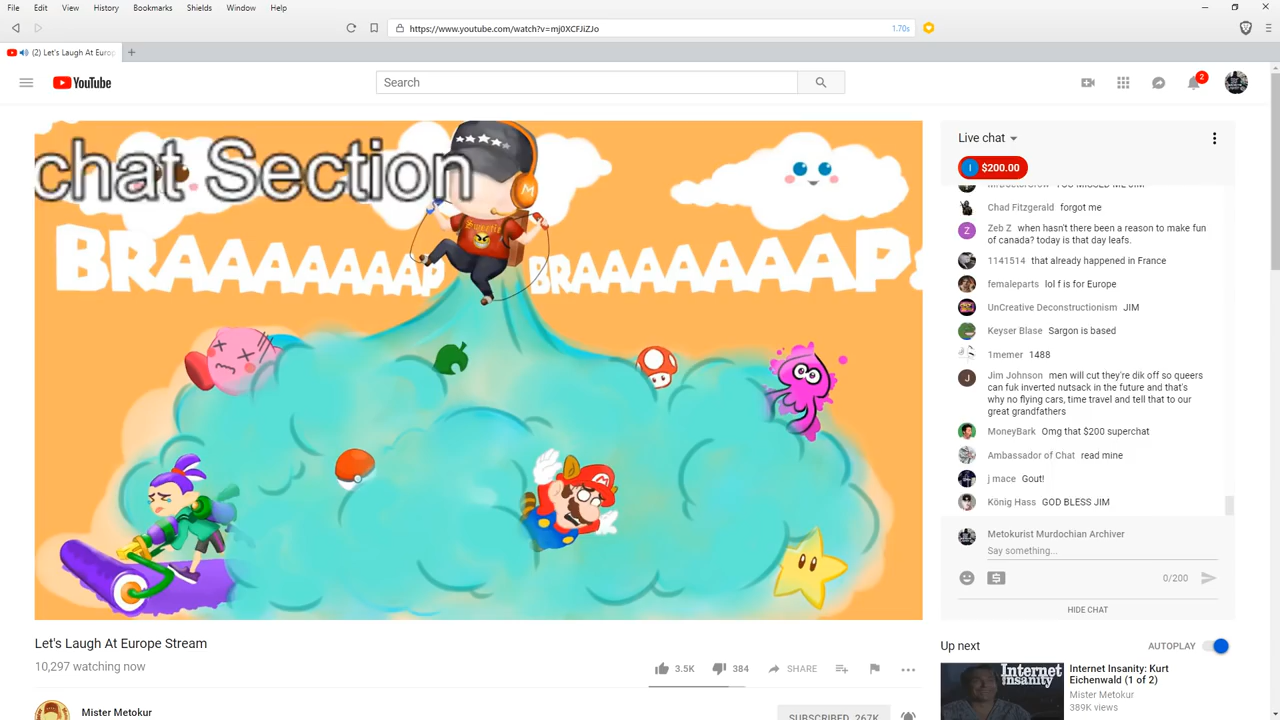 File Edit View History Bookmarks Shields Window Help
https://www.youtube.com/watch?v=mj0XCFJiZJo 1.70s
(2) Let's Laugh At Europ
YouTube
Search
2
chat Section
BRAAAAAAAP BRAAAAAAAAP!
M
Live chat
I $200.00
MrDoctorCrow YOU MISSED ME JIM
Chad Fitzgerald forgot me
Z Zeb Z when hasn't there been a reason to make fun
of canada? today is that day leafs.
1141514 that already happened in France
femaleparts lol f is for Europe
UnCreative Deconstructionism JIM
Keyser Blase Sargon is based
1memer 1488
J Jim Johnson men will cut they're dik off so queers
can fuk inverted nutsack in the future and that's
why no flying cars, time travel and tell that to our
great grandfathers
MoneyBark Omg that $200 superchat
Ambassador of Chat read mine
j mace Gout!
König Hass GOD BLESS JIM
Metokurist Murdochian Archiver
Say something...
0/200
HIDE CHAT
Let's Laugh At Europe Stream
10,297 watching now
3.5K 384 SHARE
Mister Metokur
SUBSCRIBED 267K
Up next AUTOPLAY
Internet Insanity
Internet Insanity: Kurt
Eichenwald (1 of 2)
Mister Metokur
389K views